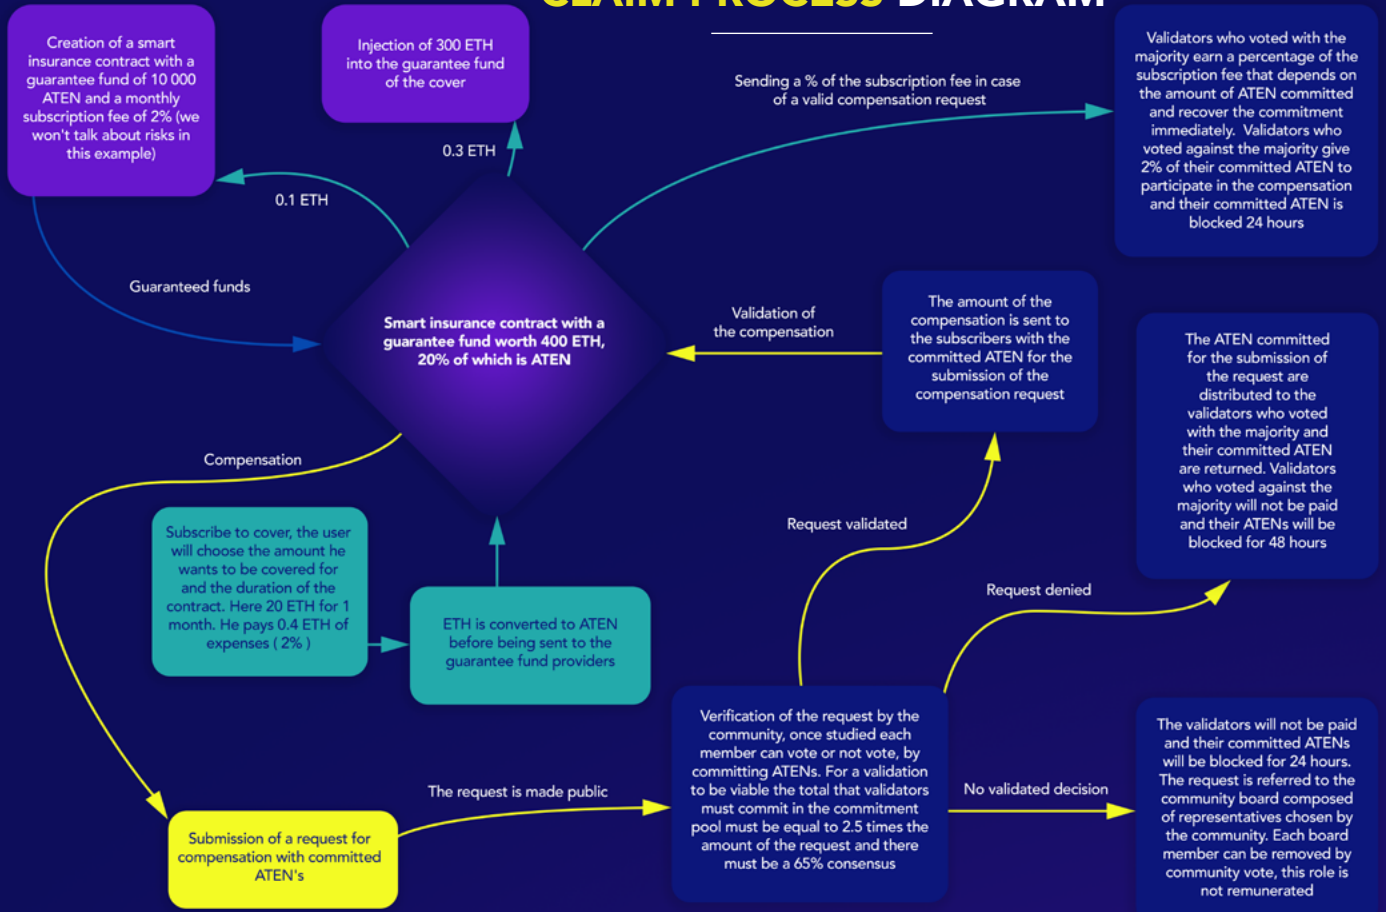 CLAIM PROCESS DIAGRAM
Creation of a smart
insurance contract with a
guarantee fund of 10 000
ATEN and a monthly
subscription fee of 2% (we
won't talk about risks in
this example)
Injection of 300 ETH
into the guarantee fund
of the cover
Sending a % of the subscription fee in case
of a valid compensation request
Validators who voted with the
majority earn a percentage of the
subscription fee that depends on
the amount of ATEN committed
and recover the commitment
immediately. Validators who
voted against the majority give
2% of their committed ATEN to
participate in the compensation
and their committed ATEN is
blocked 24 hours
0.3 ETH
0.1 ETH
Guaranteed funds
Smart insurance contract with a
guarantee fund worth 400 ETH,
20% of which is ATEN
Validation of
the compensation
The amount of the
compensation is sent to
the subscribers with the
committed ATEN for the
submission of the
compensation request
The ATEN committed
for the submission of
the request are
distributed to the
validators who voted
with the majority and
their committed ATEN
are returned. Validators
who voted against the
majority will not be paid
and their ATENs will be
blocked for 48 hours
Compensation
Subscribe to cover, the user
will choose the amount he
wants to be covered for
and the duration of the
contract. Here 20 ETH for 1
month. He pays 0.4 ETH of
expenses ( 2% )
ETH is converted to ATEN
before being sent to the
guarantee fund providers
Request validated
Request denied
Verification of the request by the
community, once studied each
member can vote or not vote, by
committing ATENs. For a validation
to be viable the total that validators
must commit in the commitment
pool must be equal to 2.5 times the
amount of the request and there
must be a 65% consensus
No validated decision
The validators will not be paid
and their committed ATENs
will be blocked for 24 hours.
The request is referred to the
community board composed
of representatives chosen by
the community. Each board
member can be removed by
community vote, this role is
not remunerated
The request is made public
Submission of a request for
compensation with committed
ATEN's